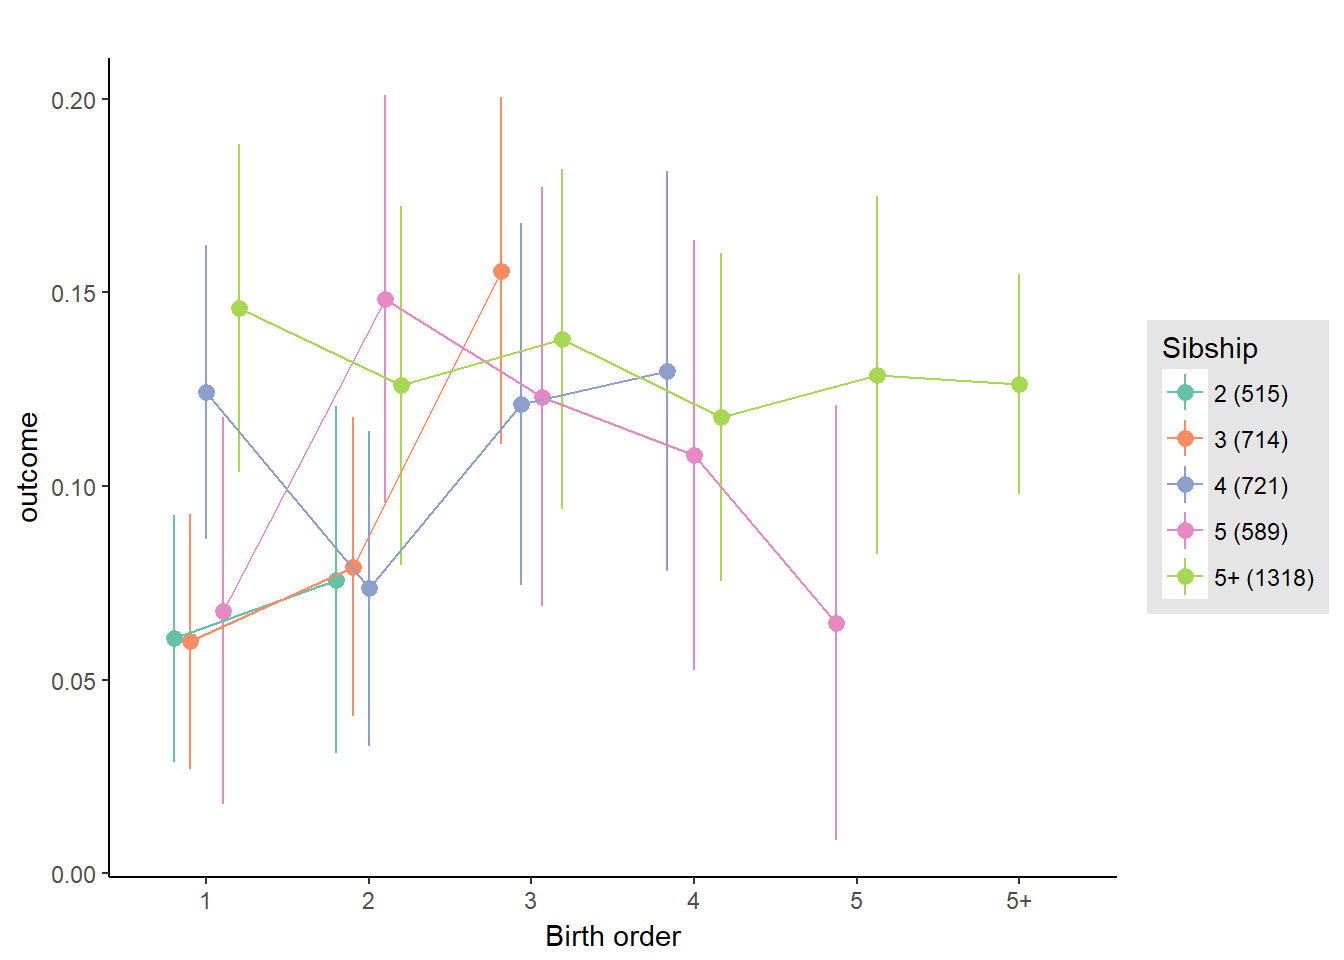 0.20
0.15
0.10
0.05
0.00
outcome
1 2 3 4 5 5+
Birth order
Sibship
2 (515)
3 (714)
4 (721)
5 (589)
5+ (1318)